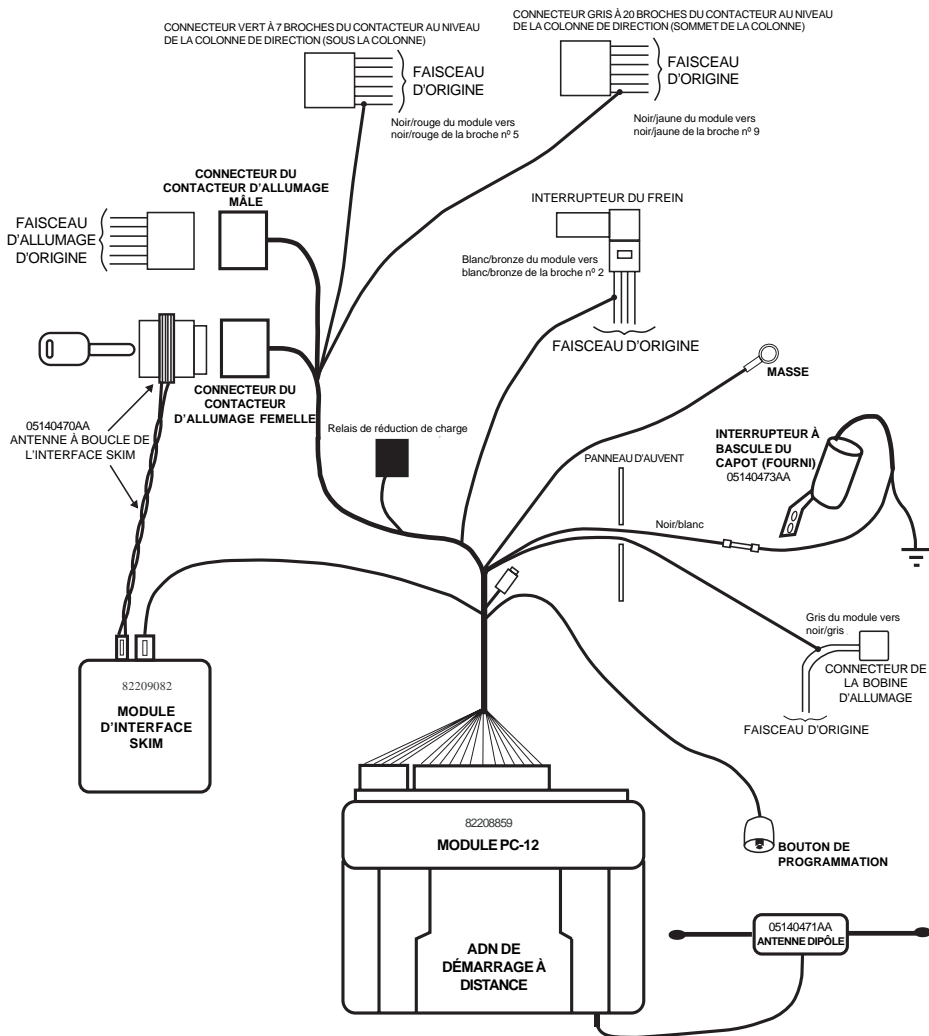 CONNECTEUR VERT À 7 BROCHES DU CONTACTEUR AU NIVEAU
DE LA COLONNE DE DIRECTION (SOUS LA COLONNE)
CONNECTEUR GRIS À 20 BROCHES DU CONTACTEUR AU NIVEAU
DE LA COLONNE DE DIRECTION (SOMMET DE LA COLONNE)
FAISCEAU
D'ORIGINE
FAISCEAU
D'ORIGINE
Noir/rouge du module vers
noir/rouge de la broche nº 5
Noir/jaune du module vers
noir/jaune de la broche nº 9
CONNECTEUR DU
CONTACTEUR D'ALLUMAGE
MÂLE
FAISCEAU
D'ALLUMAGE
D'ORIGINE
INTERRUPTEUR DU FREIN
Blanc/bronze du module vers
blanc/bronze de la broche nº 2
FAISCEAU D'ORIGINE
MASSE
CONNECTEUR DU
CONTACTEUR
D'ALLUMAGE FEMELLE
05140470AA
ANTENNE À BOUCLE DE
L'INTERFACE SKIM
Relais de réduction de charge
PANNEAU D'AUVENT
INTERRUPTEUR À
BASCULE DU
CAPOT (FOURNI)
05140473AA
Noir/blanc
Gris du module vers
noir/gris
CONNECTEUR DE
LA BOBINE
D'ALLUMAGE
FAISCEAU D'ORIGINE
82209082
MODULE
D'INTERFACE
SKIM
82208859
MODULE PC-12
BOUTON DE
PROGRAMMATION
05140471AA
ANTENNE DIPÔLE
ADN DE
DÉMARRAGE À
DISTANCE